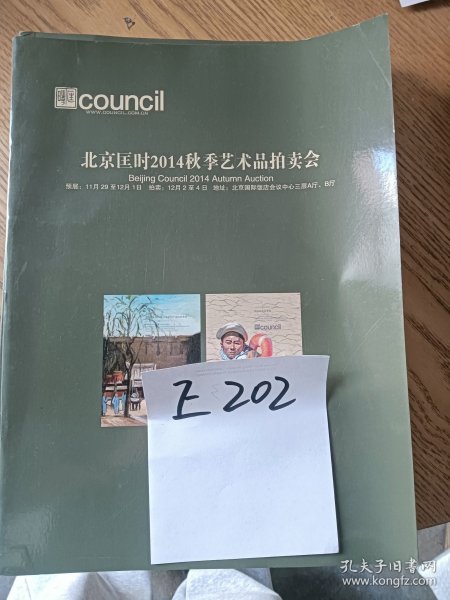 匡时 council
WWW.COUNCIL.COM.CN
北京匡时2014秋季艺术品拍卖会
Beijing Council 2014 Autumn Auction
预展：11月29至12月1日 拍卖：12月2至4日 地址：北京国际饭店会议中心三层A厅、B厅
council
E 202
孔夫子旧书网
www.kongfz.com